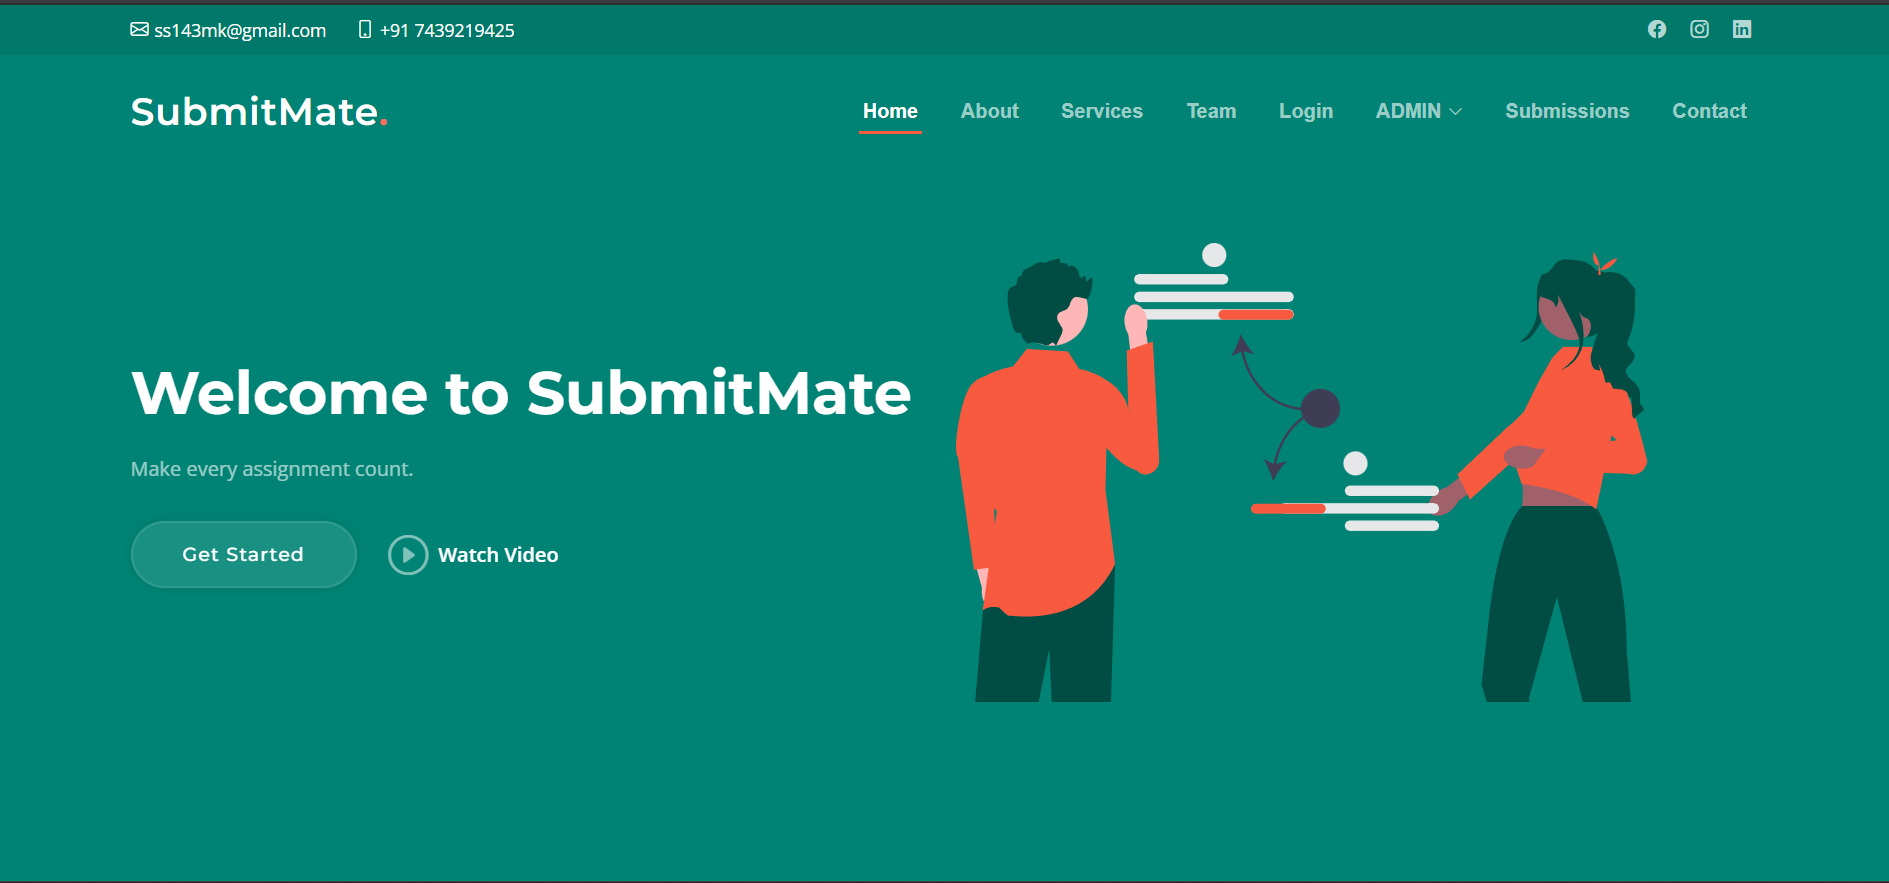 ss143mk@gmail.com +91 7439219425
SubmitMate.
Home About Services Team Login ADMIN Submissions Contact
Welcome to SubmitMate
Make every assignment count.
Get Started Watch Video